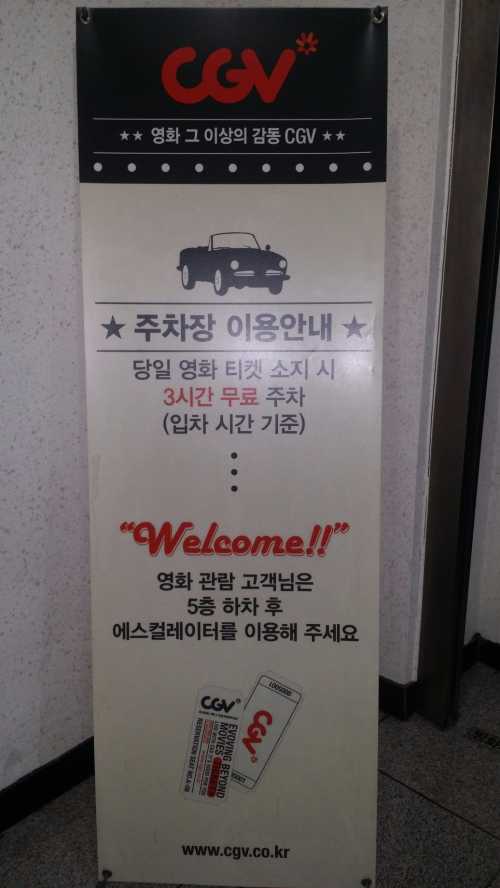 CGV
★★ 영화 그 이상의 감동 CGV ★★
★ 주차장 이용안내 ★
당일 영화 티켓 소지 시
3시간 무료 주차
(입차 시간 기준)
“Welcome!!”
영화 관람 고객님은
5층 하차 후
에스컬레이터를 이용해 주세요
CGV
EVOVING BEYOND
MOVIES
CGV
www.cgv.co.kr